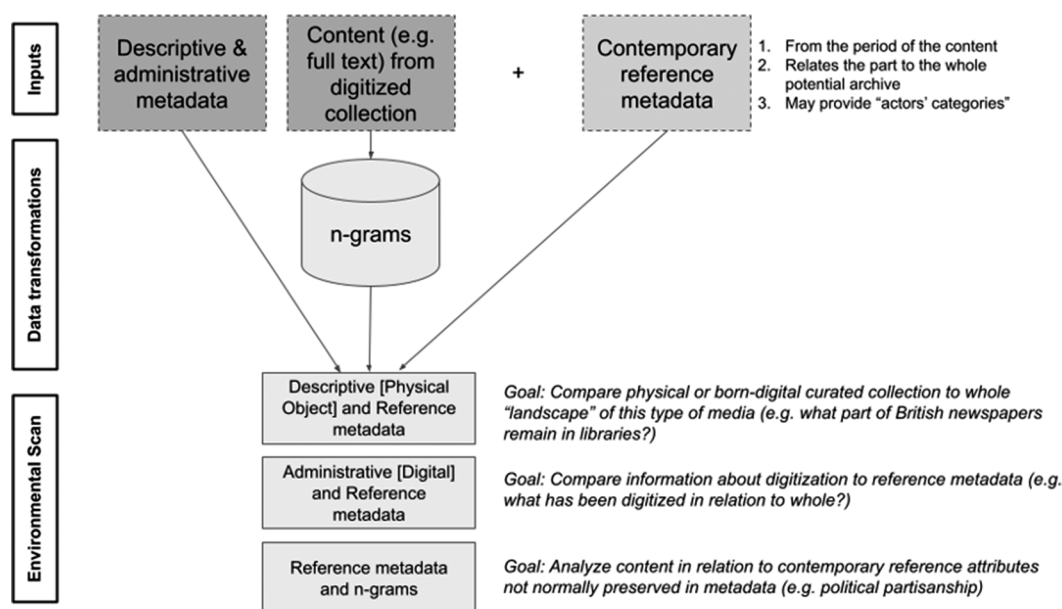 Inputs
Descriptive &
administrative
metadata
Content (e.g.
full text) from
digitized
collection
+
Contemporary
reference
metadata
1. From the period of the content
2. Relates the part to the whole
potential archive
3. May provide “actors’ categories”
Data transformations
n-grams
Environmental Scan
Descriptive [Physical
Object] and Reference
metadata
Goal: Compare physical or born-digital curated collection to whole
“landscape” of this type of media (e.g. what part of British newspapers
remain in libraries?)
Administrative [Digital]
and Reference
metadata
Goal: Compare information about digitization to reference metadata (e.g.
what has been digitized in relation to whole?)
Reference metadata
and n-grams
Goal: Analyze content in relation to contemporary reference attributes
not normally preserved in metadata (e.g. political partisanship)